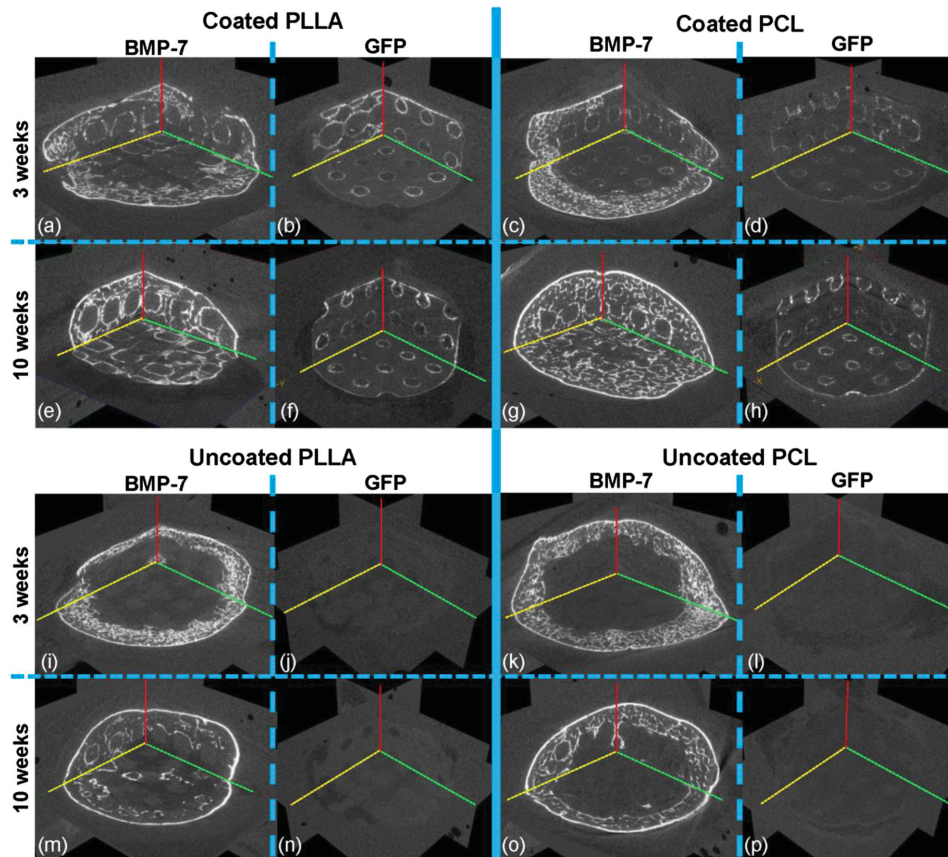 Coated PLLA
Coated PCL
BMP-7
GFP
BMP-7
GFP
3 weeks
(a)
(b)
(c)
(d)
10 weeks
(e)
(f)
(g)
(h)
Y
X
Uncoated PLLA
Uncoated PCL
BMP-7
GFP
BMP-7
GFP
3 weeks
(i)
(j)
(k)
(l)
10 weeks
(m)
(n)
(o)
(p)